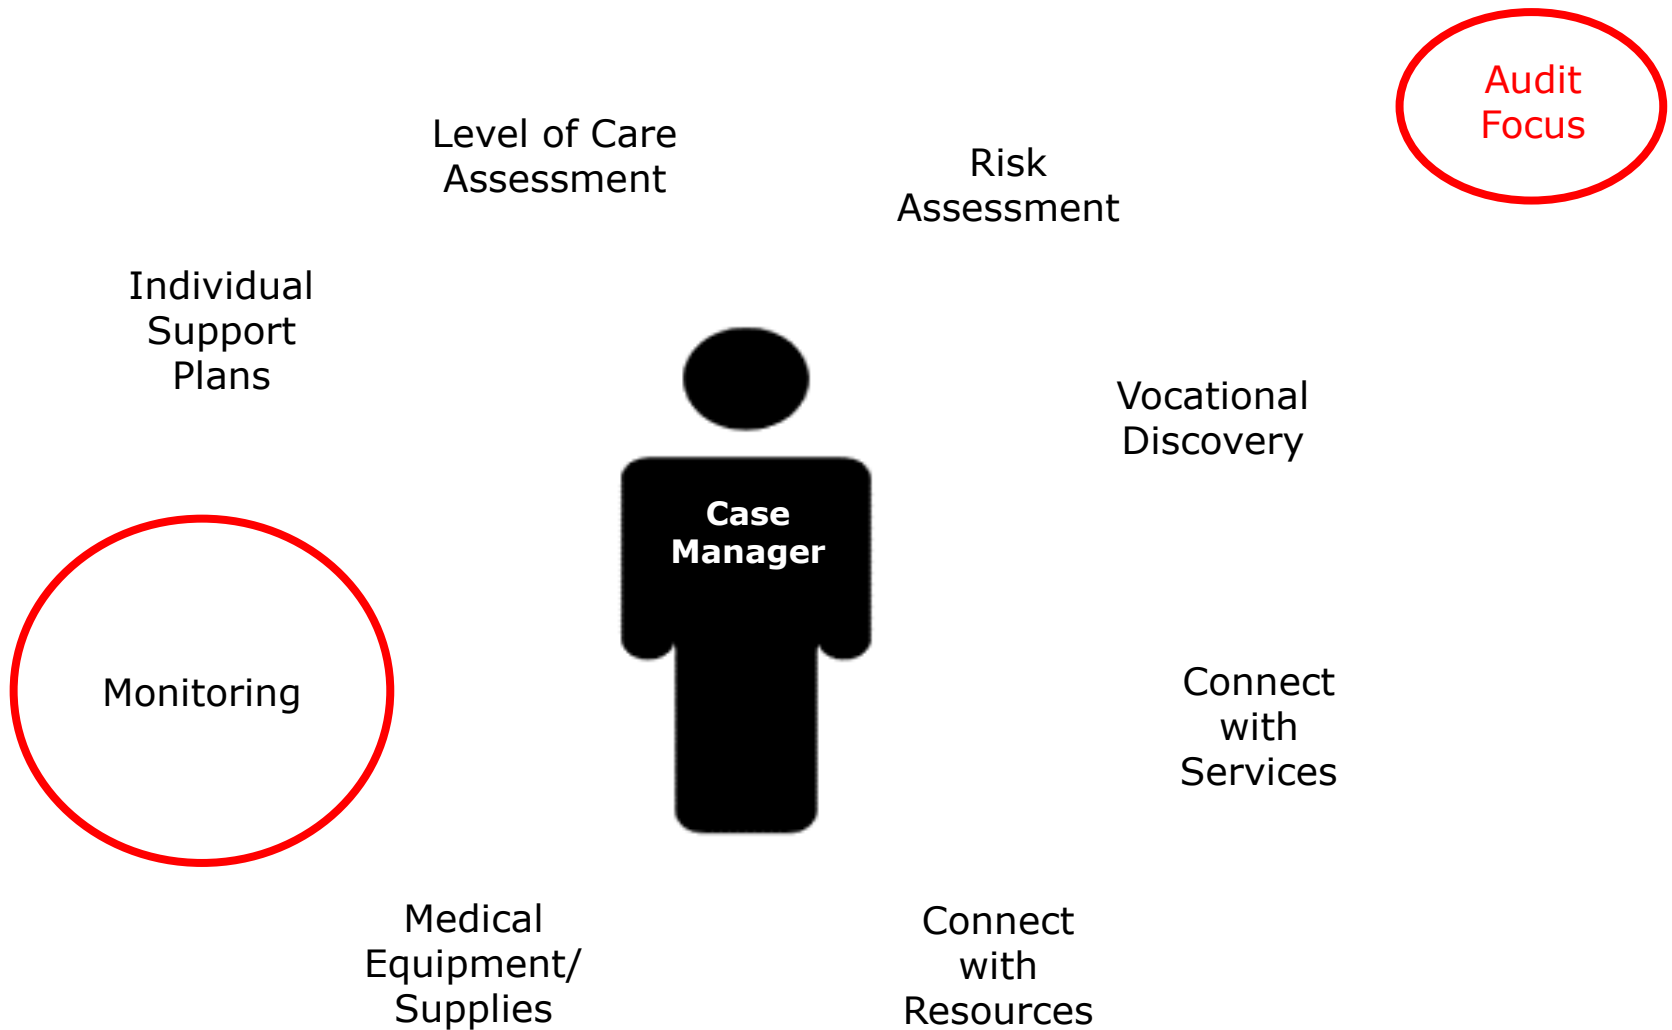 Audit
Focus
Level of Care
Assessment
Risk
Assessment
Individual
Support
Plans
Vocational
Discovery
Case
Manager
Monitoring
Connect
with
Services
Medical
Equipment/
Supplies
Connect
with
Resources